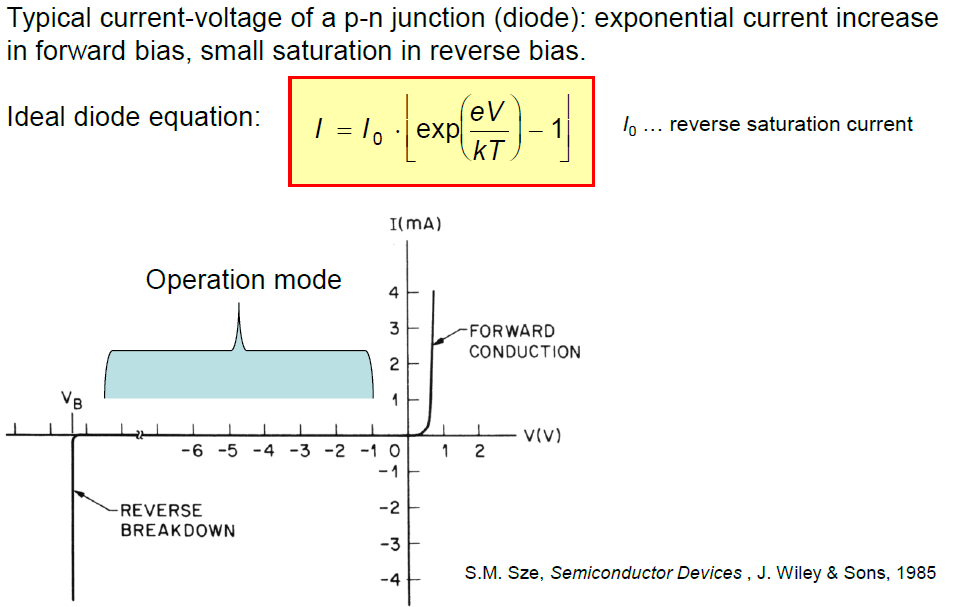 Typical current-voltage of a p-n junction (diode): exponential current increase
in forward bias, small saturation in reverse bias.
Ideal diode equation:
I = I₀ · [exp(eV/kT) − 1]
I₀ ... reverse saturation current
I(mA)
Operation mode
4
3
FORWARD
CONDUCTION
2
1
V_B
V(V)
-6 -5 -4 -3 -2 -1 0 1 2
-1
-2
REVERSE
BREAKDOWN
-3
-4
S.M. Sze, Semiconductor Devices , J. Wiley & Sons, 1985